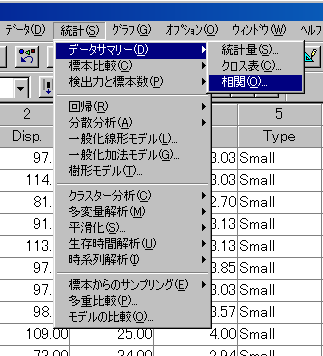 データ(D) 統計(S) グラフ(G) オプション(O) ウィンドウ(W) ヘルフ
データサマリー(D)
標本比較(C)
検出力と標本数(P)
回帰(R)
分散分析(A)
一般化線形モデル(L)...
一般化加法モデル(G)...
樹形モデル(T)...
クラスター分析(C)
多変量解析(M)
平滑化(S)...
生存時間解析(U)
時系列解析(I)
標本からのサンプリング(E)
多重比較(P)...
モデルの比較(O)...
統計量(S)...
クロス表(C)...
相関(O)...
2 5
Disp. Type
97. 3.03 Small
114. 3.03 Small
81. 2.70 Small
91. 3.13 Small
113. 3.13 Small
97. 3.85 Small
97. 3.03 Small
98. 3.57 Small
109.00 25.00 4.00 Small
73.00 34.00 2.94 Small